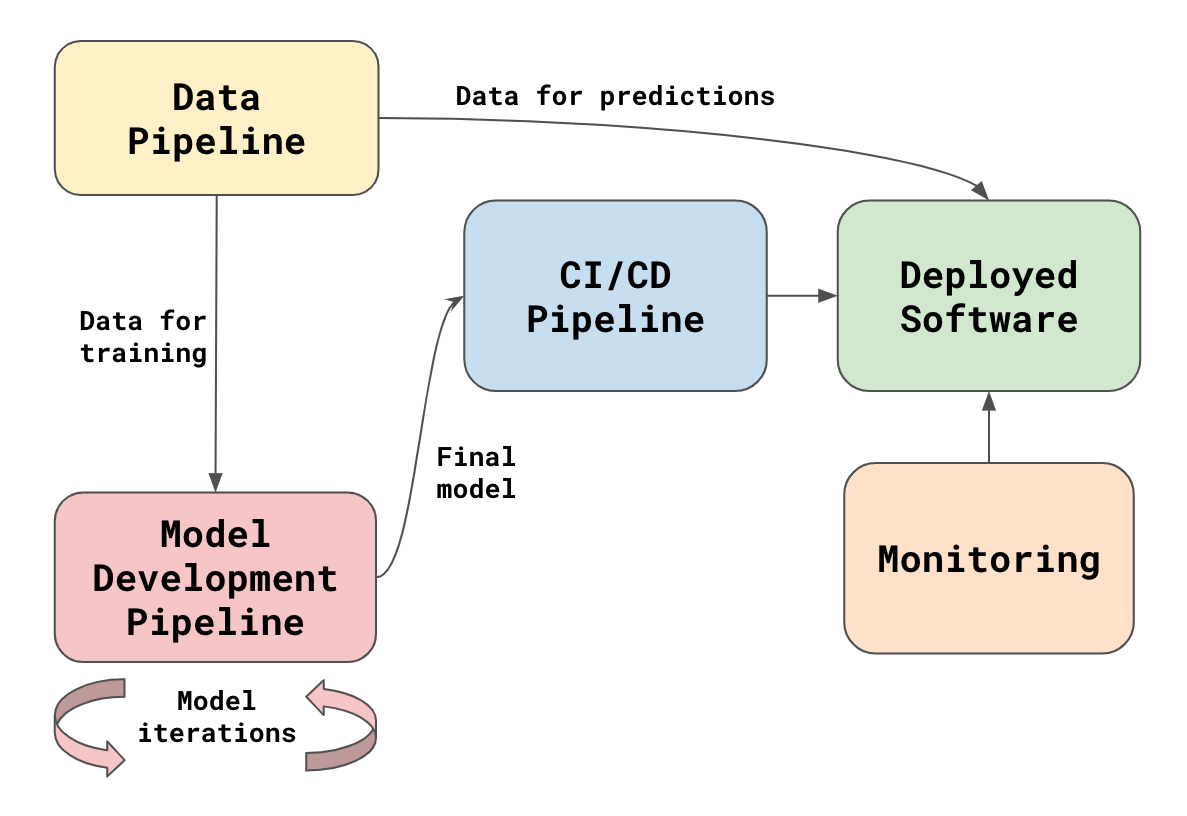 Data
Pipeline
Data for predictions
CI/CD
Pipeline
Deployed
Software
Data for
training
Final
model
Model
Development
Pipeline
Monitoring
Model
iterations